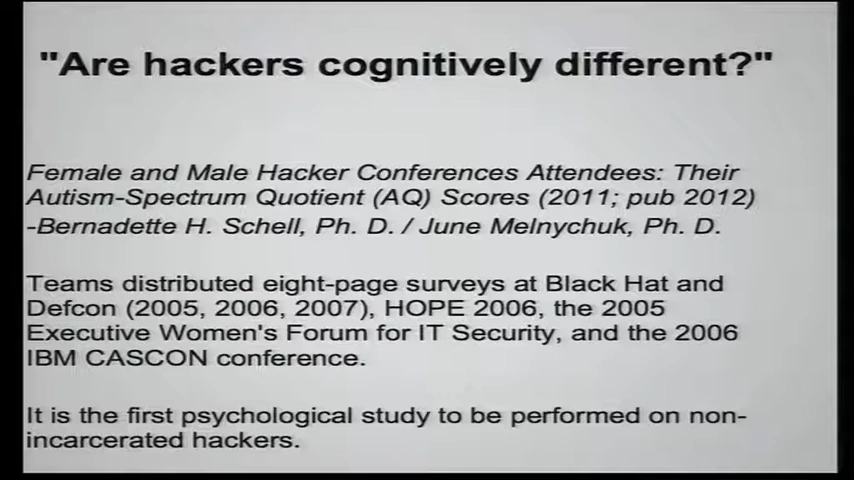 "Are hackers cognitively different?"
Female and Male Hacker Conferences Attendees: Their
Autism-Spectrum Quotient (AQ) Scores (2011; pub 2012)
-Bernadette H. Schell, Ph. D. / June Melnychuk, Ph. D.
Teams distributed eight-page surveys at Black Hat and
Defcon (2005, 2006, 2007), HOPE 2006, the 2005
Executive Women's Forum for IT Security, and the 2006
IBM CASCON conference.
It is the first psychological study to be performed on non-
incarcerated hackers.